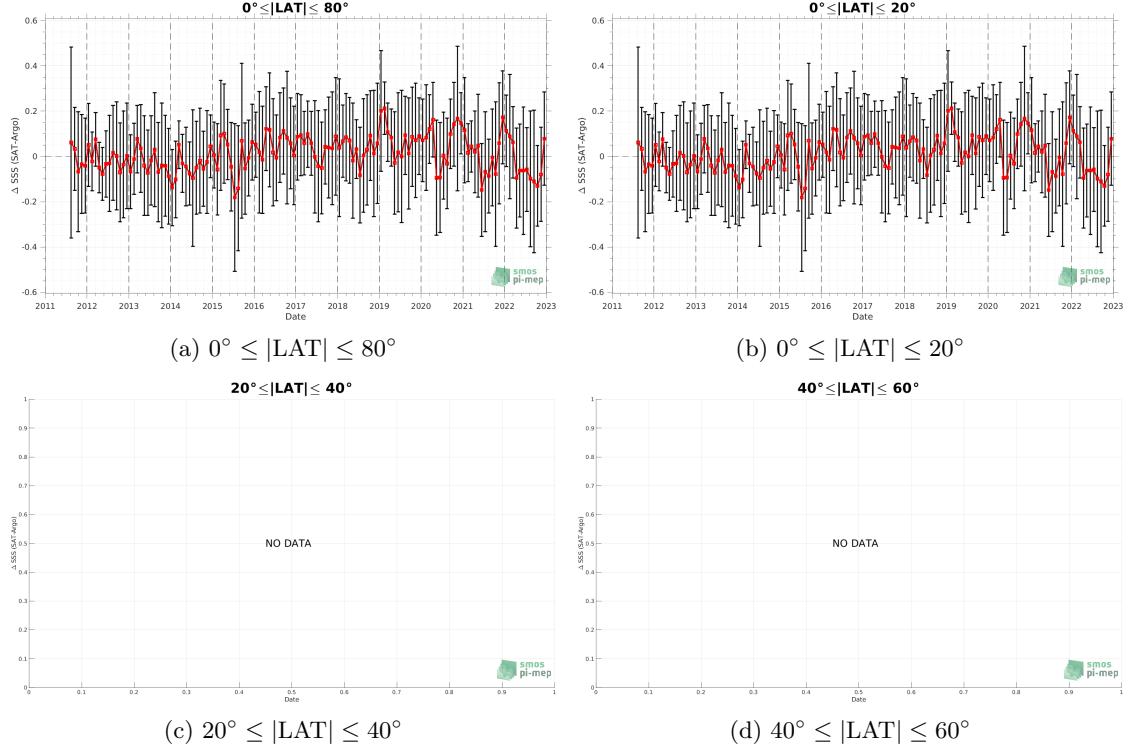 0°≤|LAT|≤ 80°
0.6
0.4
0.2
0
-0.2
-0.4
-0.6
Δ SSS (SAT-Argo)
2011 2012 2013 2014 2015 2016 2017 2018 2019 2020 2021 2022 2023
Date
smos
pi-mep
(a) 0° ≤ |LAT| ≤ 80°
0°≤|LAT|≤ 20°
0.6
0.4
0.2
0
-0.2
-0.4
-0.6
Δ SSS (SAT-Argo)
2011 2012 2013 2014 2015 2016 2017 2018 2019 2020 2021 2022 2023
Date
smos
pi-mep
(b) 0° ≤ |LAT| ≤ 20°
20°≤|LAT|≤ 40°
1
0.9
0.8
0.7
0.6
0.5
0.4
0.3
0.2
0.1
0
Δ SSS (SAT-Argo)
NO DATA
0 0.1 0.2 0.3 0.4 0.5 0.6 0.7 0.8 0.9 1
Date
smos
pi-mep
(c) 20° ≤ |LAT| ≤ 40°
40°≤|LAT|≤ 60°
1
0.9
0.8
0.7
0.6
0.5
0.4
0.3
0.2
0.1
0
Δ SSS (SAT-Argo)
NO DATA
0 0.1 0.2 0.3 0.4 0.5 0.6 0.7 0.8 0.9 1
Date
smos
pi-mep
(d) 40° ≤ |LAT| ≤ 60°